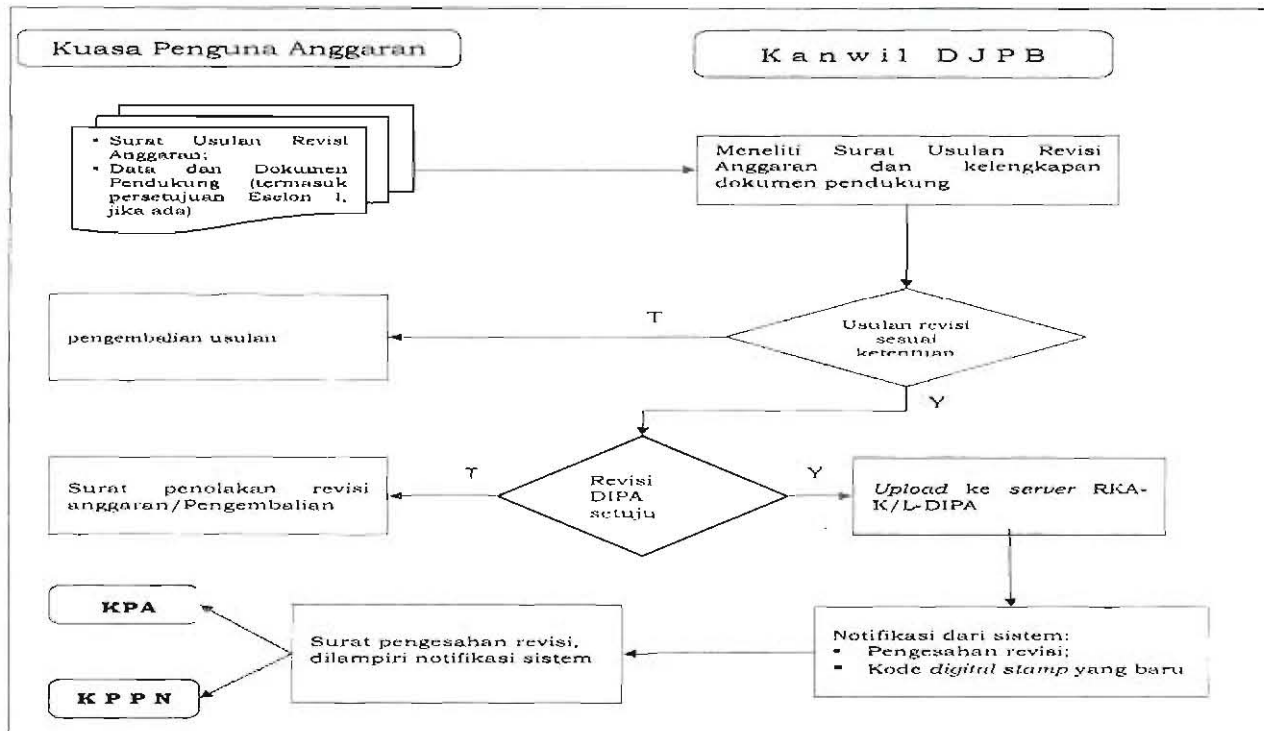 Kuasa Penguna Anggaran
Kanwil DJPB
▪ Surat Usulan Revisi
Anggaran;
▪ Data dan Dokumen
Pendukung (termasuk
persetujuan Eselon I,
jika ada)
Meneliti Surat Usulan Revisi
Anggaran dan kelengkapan
dokumen pendukung
pengembalian usulan
T
Usulan revisi
sesuai
ketentuan
Y
Surat penolakan revisi
anggaran/Pengembalian
T
Revisi
DIPA
setuju
Y
Upload ke server RKA-
K/L-DIPA
KPA
KPPN
Surat pengesahan revisi,
dilampiri notifikasi sistem
Notifikasi dari sistem:
▪ Pengesahan revisi;
▪ Kode digital stamp yang baru